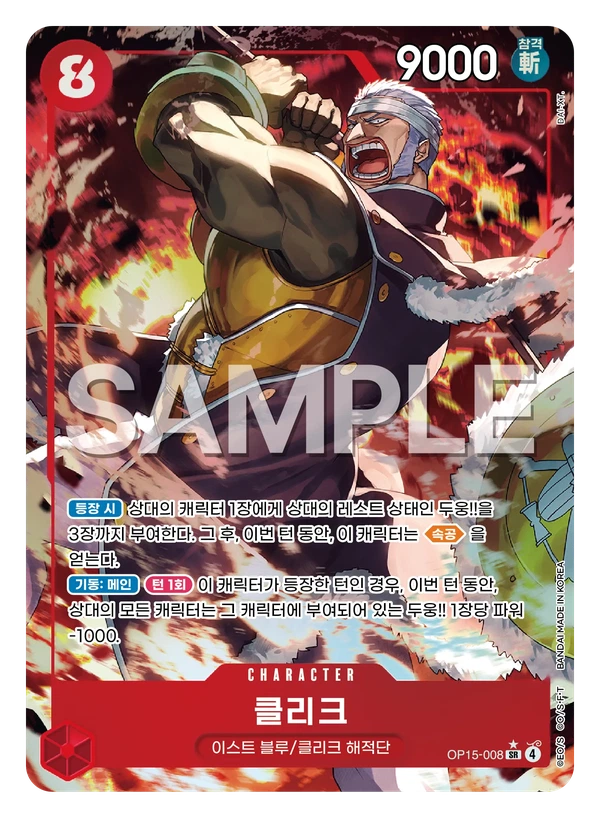 8
9000
참격
斬
DAI-XT.
SAMPLE
등장 시 상대의 캐릭터 1장에게 상대의 레스트 상태인 두웅!!을
3장까지 부여한다. 그 후, 이번 턴 동안, 이 캐릭터는 속공 을
얻는다.
기동: 메인 턴 1회 이 캐릭터가 등장한 턴인 경우, 이번 턴 동안,
상대의 모든 캐릭터는 그 캐릭터에 부여되어 있는 두웅!! 1장당 파워
-1000.
CHARACTER
클리크
이스트 블루/클리크 해적단
OP15-008 SR 4
©EO/S ©O/S·F·T BANDAI MADE IN KOREA